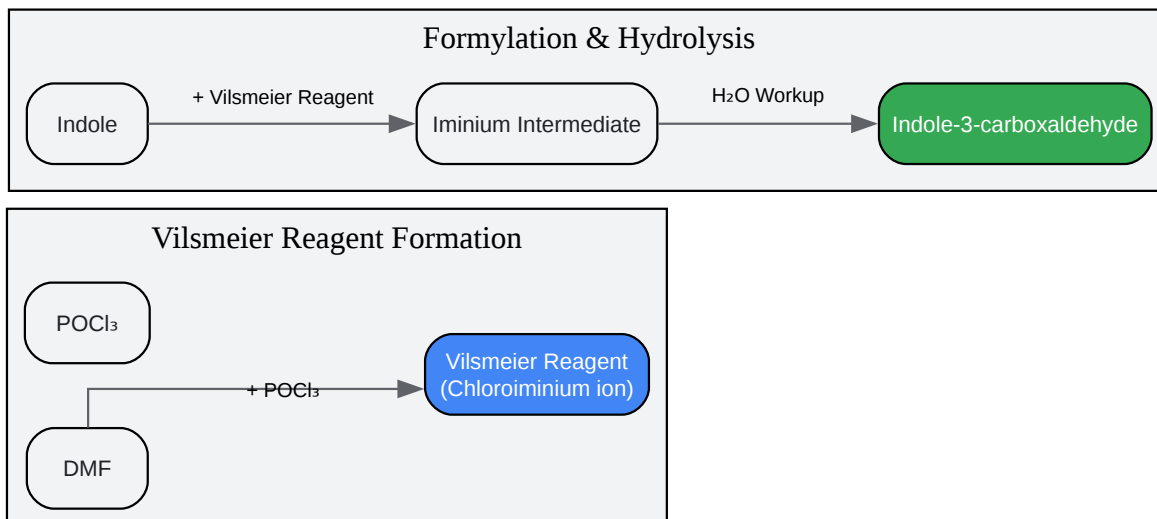 Formylation & Hydrolysis
Indole
+ Vilsmeier Reagent
Iminium Intermediate
H₂O Workup
Indole-3-carboxaldehyde
Vilsmeier Reagent Formation
POCl₃
DMF
+ POCl₃
Vilsmeier Reagent
(Chloroiminium ion)